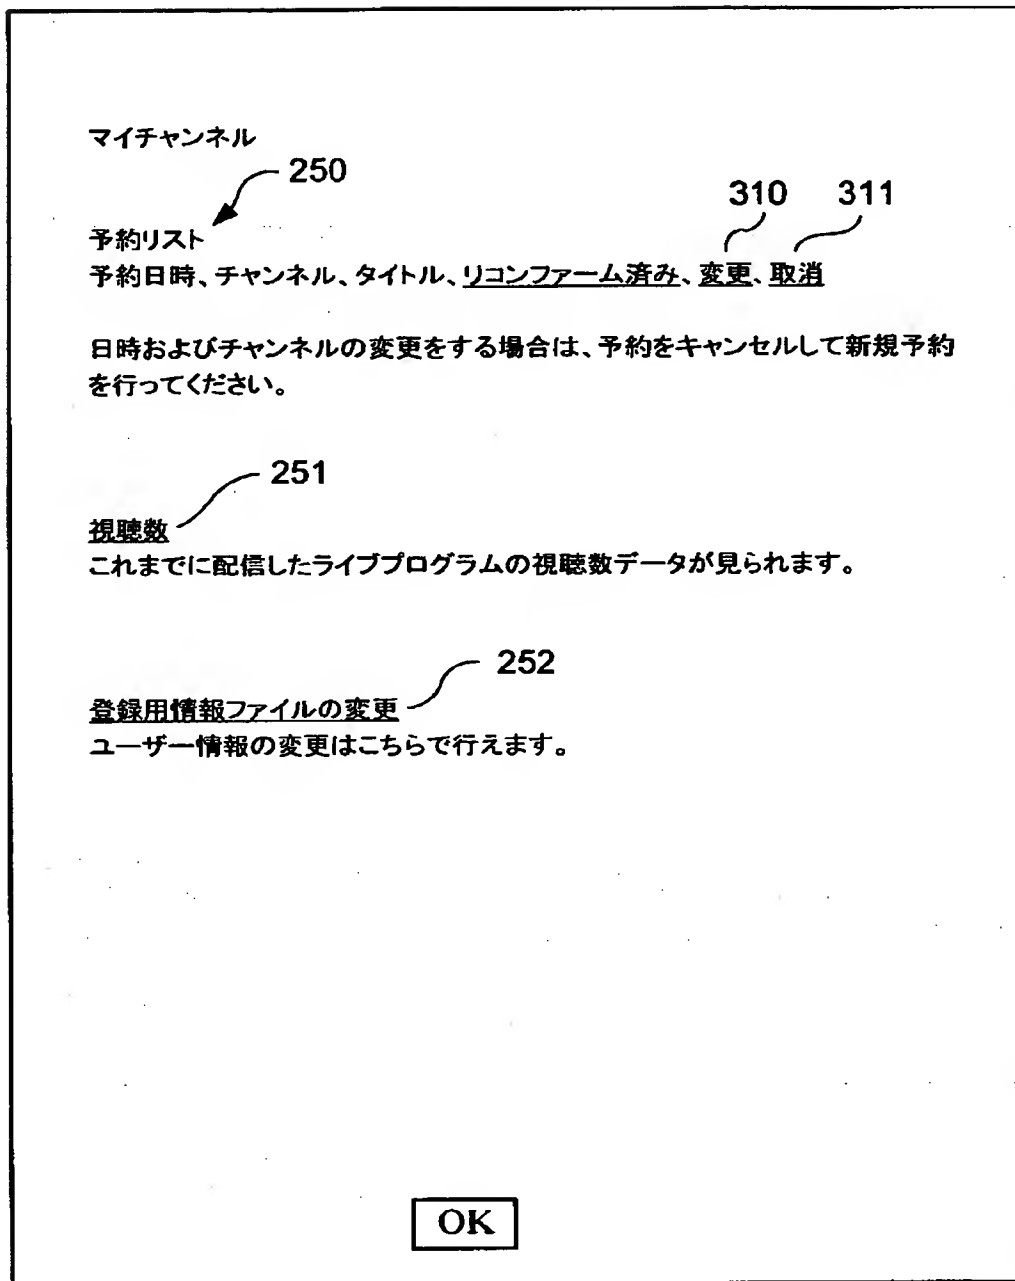 マイチャンネル
250
310 311
予約リスト
予約日時、チャンネル、タイトル、リコンファーム済み、変更、取消
日時およびチャンネルの変更をする場合は、予約をキャンセルして新規予約
を行ってください。
251
視聴数
これまでに配信したライブプログラムの視聴数データが見られます。
252
登録用情報ファイルの変更
ユーザー情報の変更はこちらで行えます。
OK